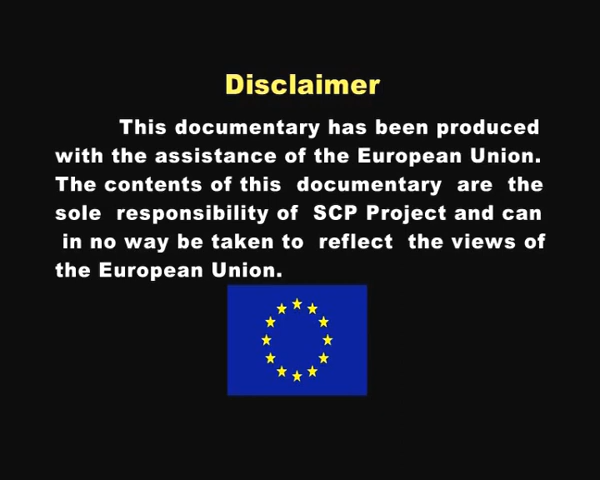 Disclaimer
This documentary has been produced
with the assistance of the European Union.
The contents of this documentary are the
sole responsibility of SCP Project and can
in no way be taken to reflect the views of
the European Union.